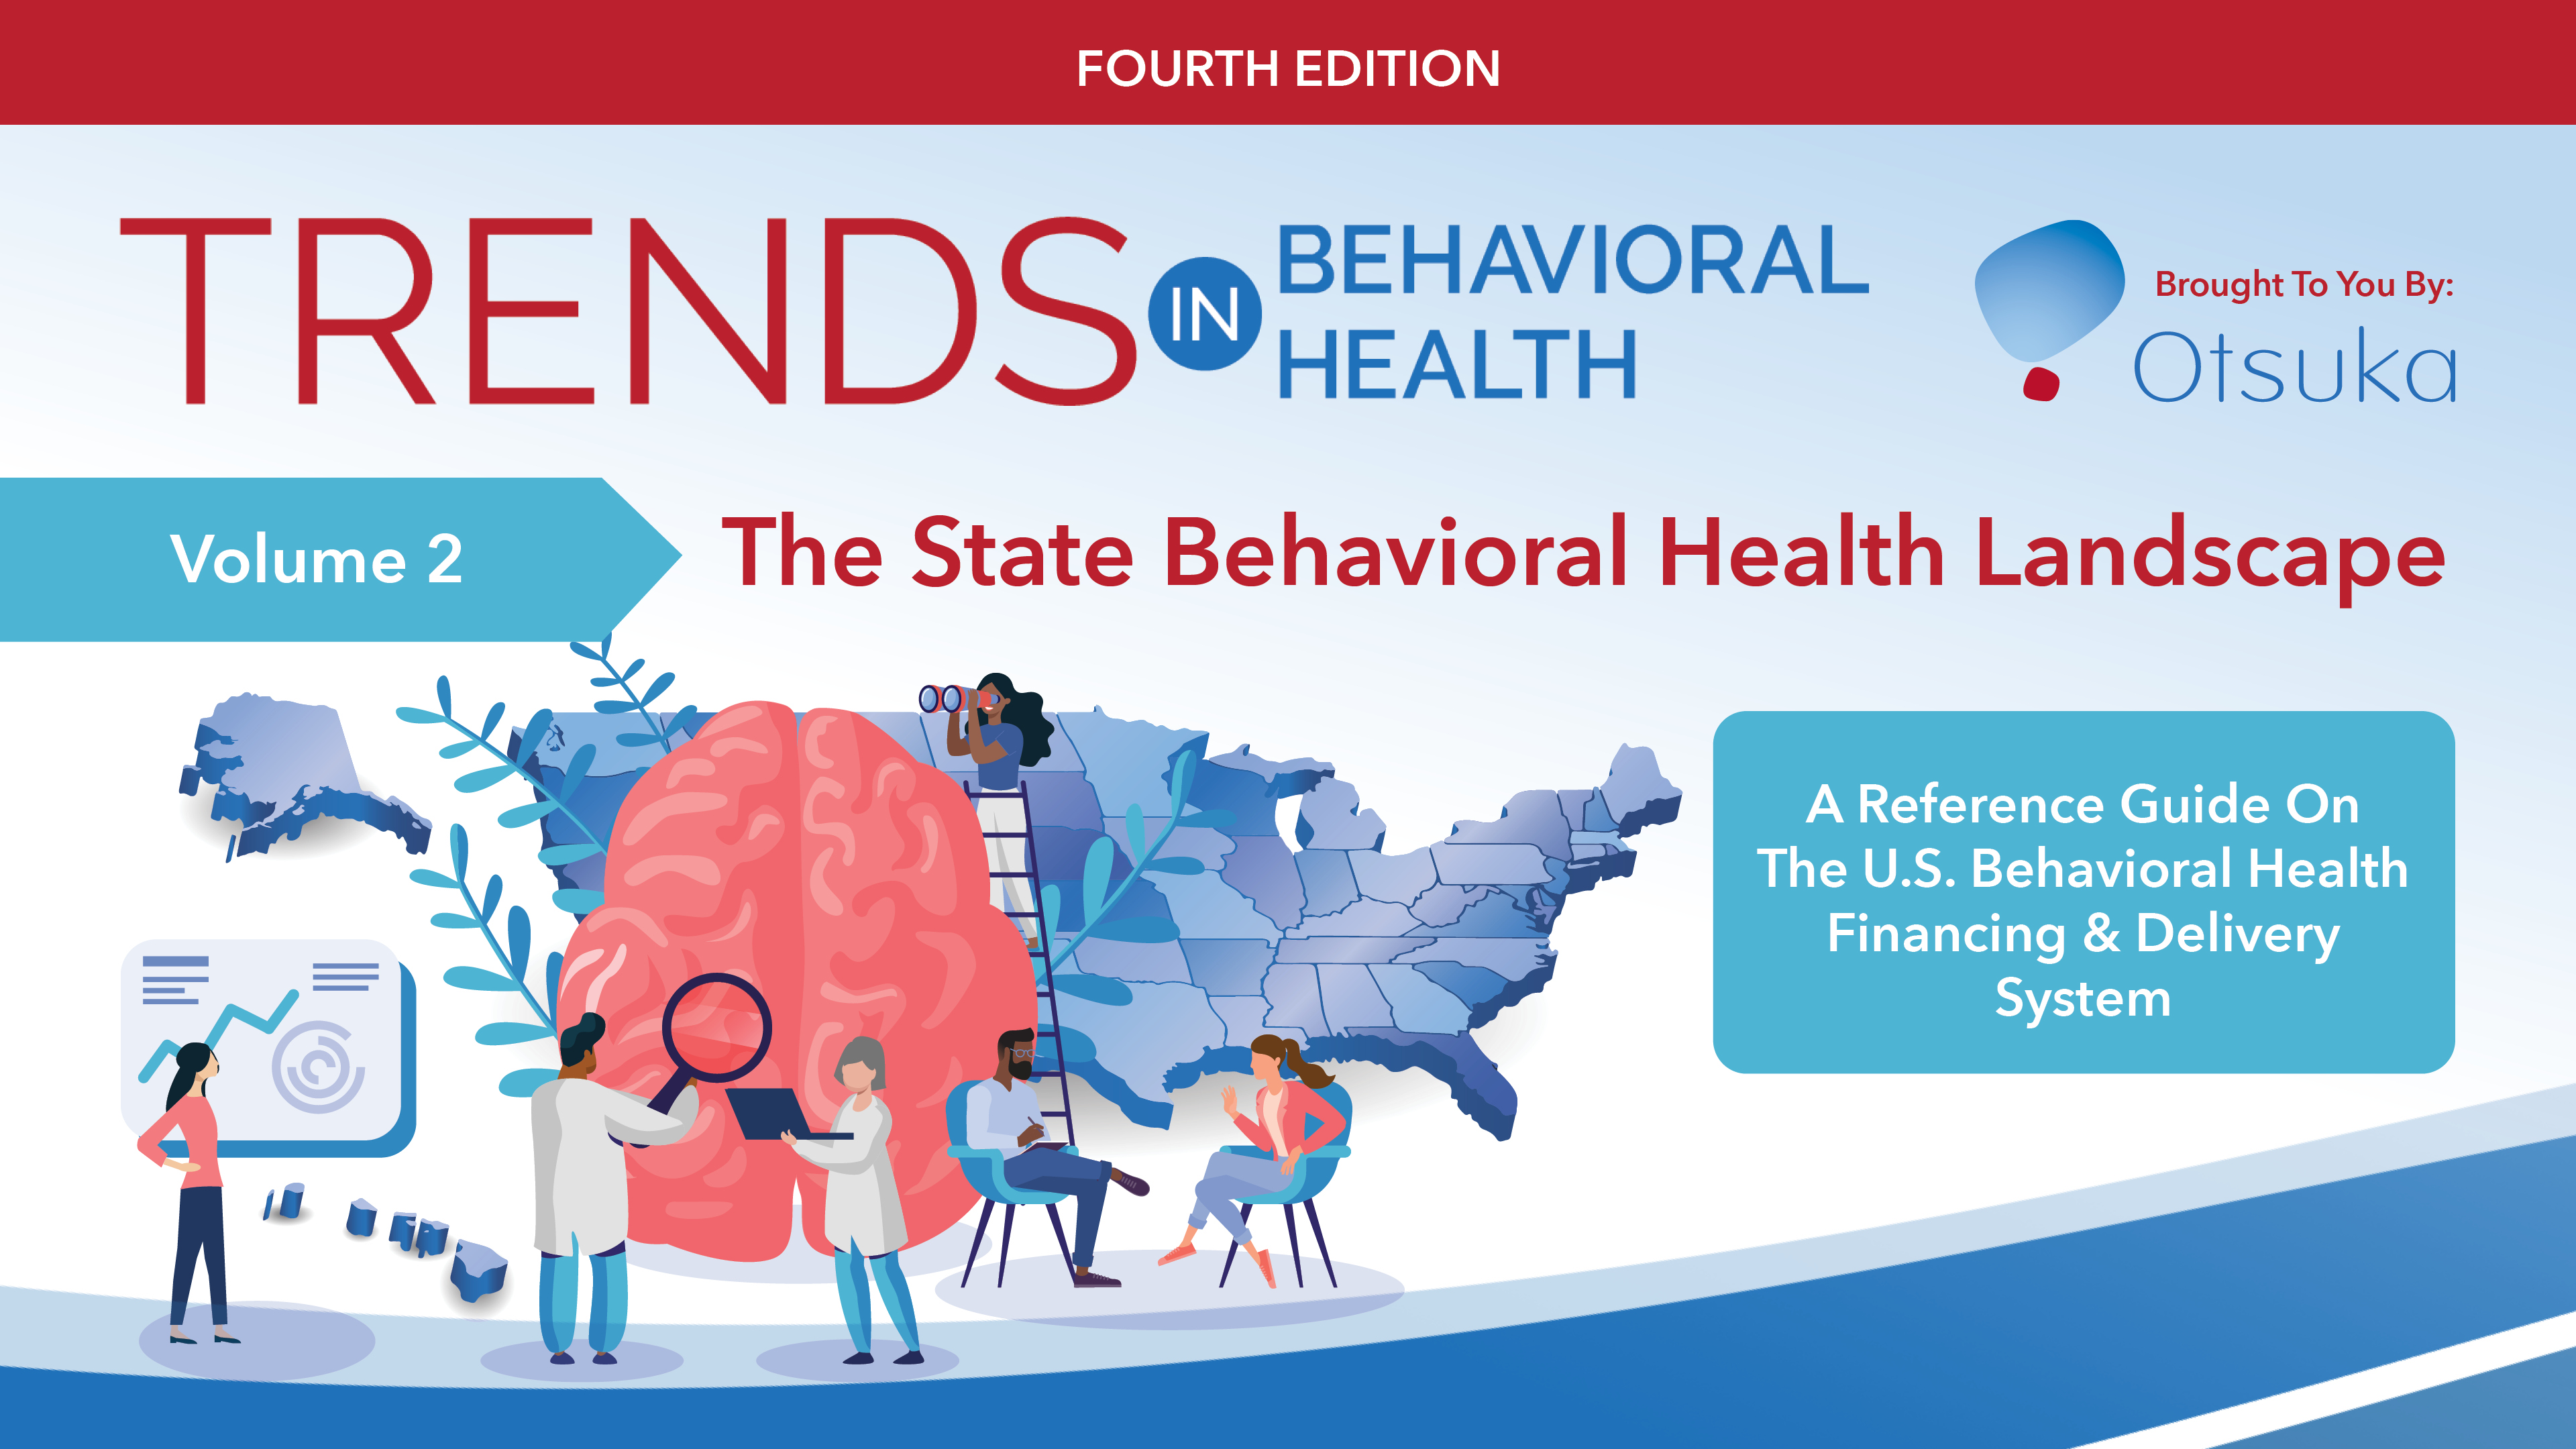 FOURTH EDITION
TRENDS IN BEHAVIORAL
HEALTH
Brought To You By:
Otsuka
Volume 2
The State Behavioral Health Landscape
A Reference Guide On
The U.S. Behavioral Health
Financing & Delivery
System